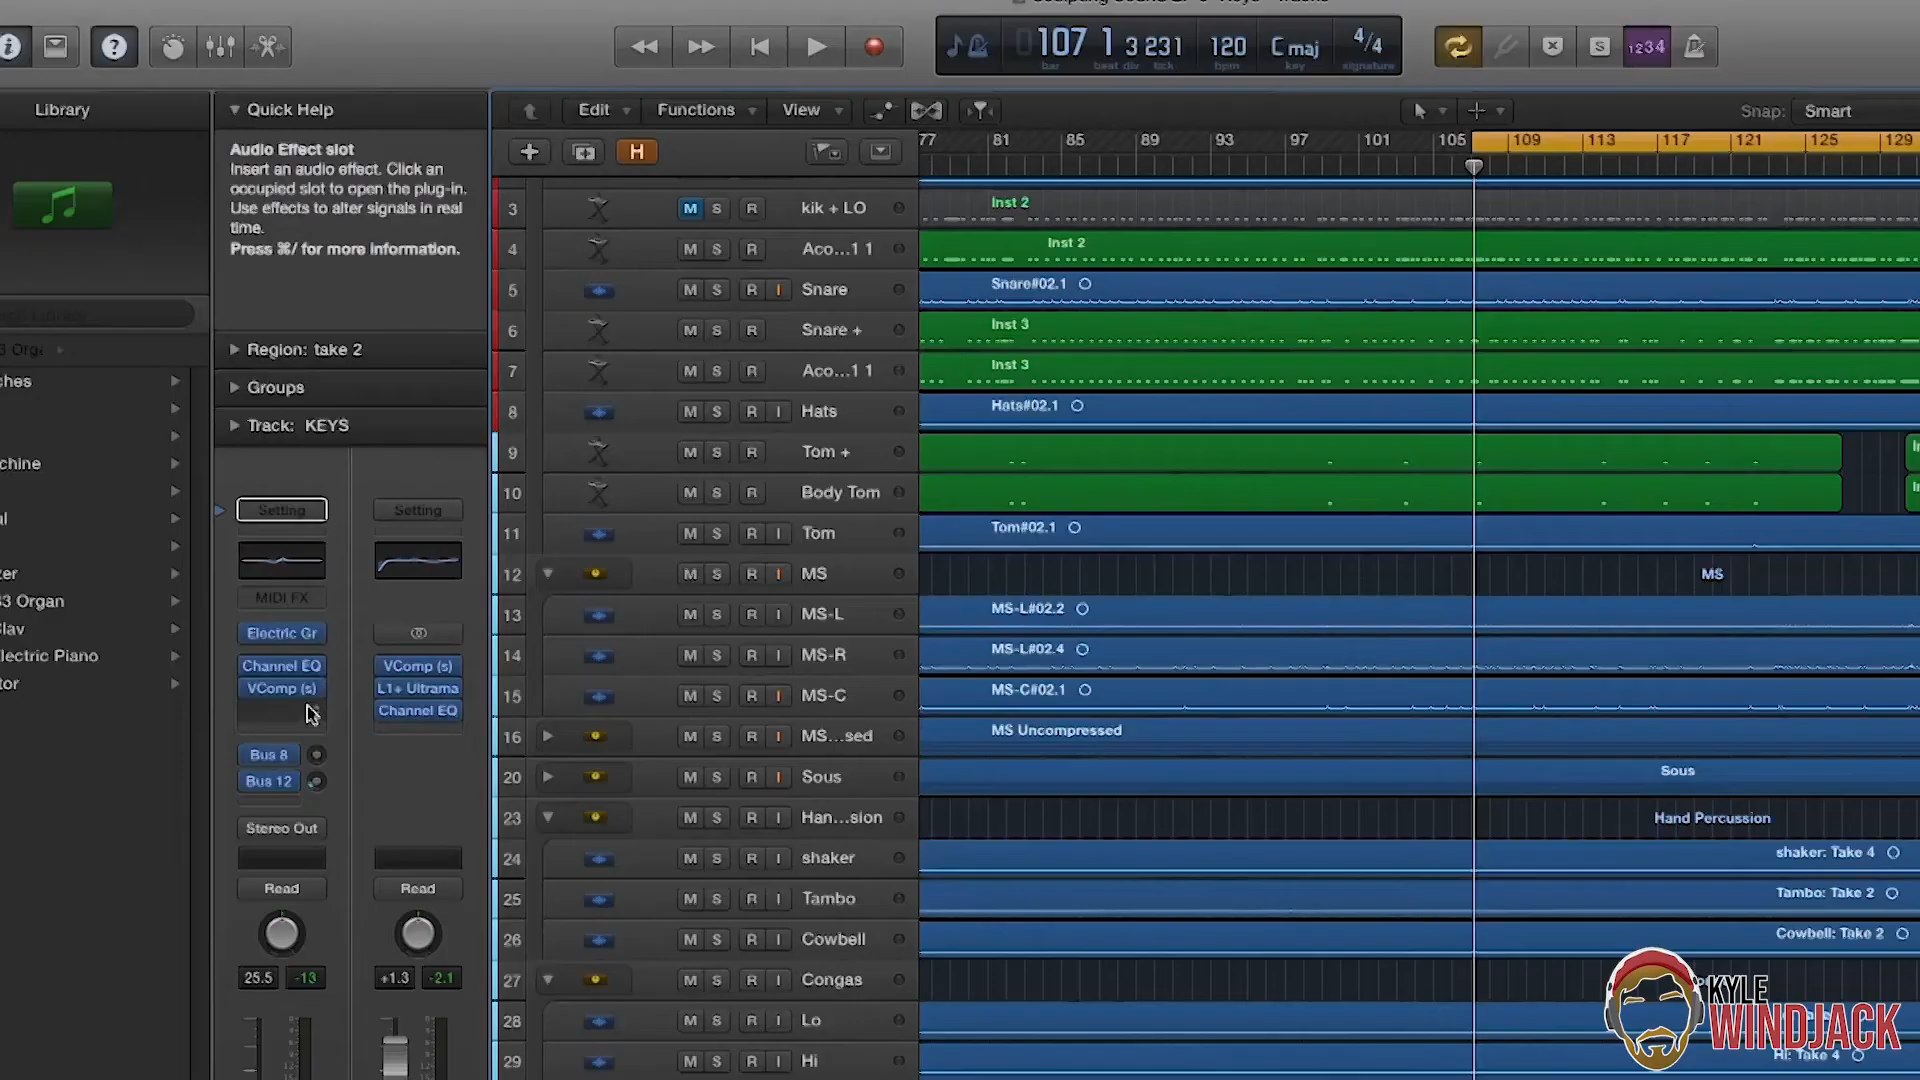 107 1 3 231 120 C maj 4/4
bar beat div tick bpm key signature
1234
Library
Quick Help
Edit Functions View
Snap: Smart
H
77 81 85 89 93 97 101 105 109 113 117 121 125 129
Audio Effect slot
Insert an audio effect. Click an
occupied slot to open the plug-in.
Use effects to alter signals in real
time.
Press ⌘/ for more information.
Region: take 2
Groups
Track: KEYS
ches
chine
l
zer
3 Organ
Clav
lectric Piano
tor
Setting Setting
MIDI FX
Electric Gr
Channel EQ VComp (s)
VComp (s) L1+ Ultrama
Channel EQ
Bus 8
Bus 12
Stereo Out
Read Read
25.5 -13 +1.3 -2.1
3 M S R kik + LO Inst 2
4 M S R Aco...1 1 Inst 2
5 M S R I Snare Snare#02.1
6 M S R Snare + Inst 3
7 M S R Aco...1 1 Inst 3
8 M S R I Hats Hats#02.1
9 M S R Tom +
10 M S R Body Tom
11 M S R I Tom Tom#02.1
12 M S R I MS MS
13 M S R I MS-L MS-L#02.2
14 M S R I MS-R MS-L#02.4
15 M S R I MS-C MS-C#02.1
16 M S R I MS...sed MS Uncompressed
20 M S R I Sous Sous
23 M S R I Han...sion Hand Percussion
24 M S R I shaker shaker: Take 4
25 M S R I Tambo Tambo: Take 2
26 M S R I Cowbell Cowbell: Take 2
27 M S R I Congas
28 M S R I Lo
29 M S R I Hi Hi: Take 4
KYLE
WINDJACK